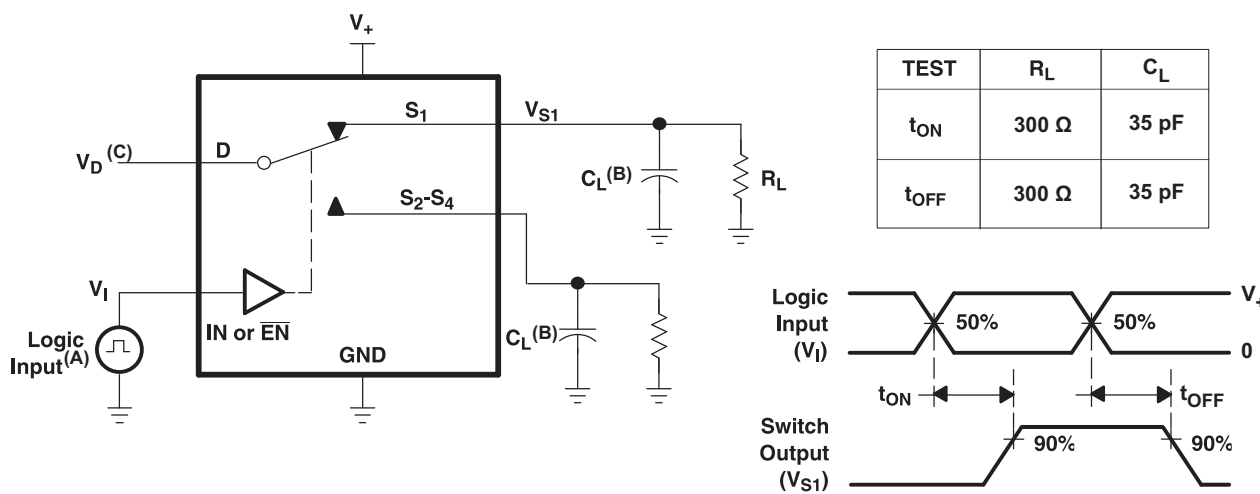 V+
S1
VS1
D
VD (C)
CL(B)
RL
S2-S4
VI
IN or E̅N̅
Logic
Input(A)
GND
CL(B)
TEST RL CL
tON 300 Ω 35 pF
tOFF 300 Ω 35 pF
Logic
Input
(VI)
50%
50%
V+
0
tON
tOFF
Switch
Output
(VS1)
90%
90%